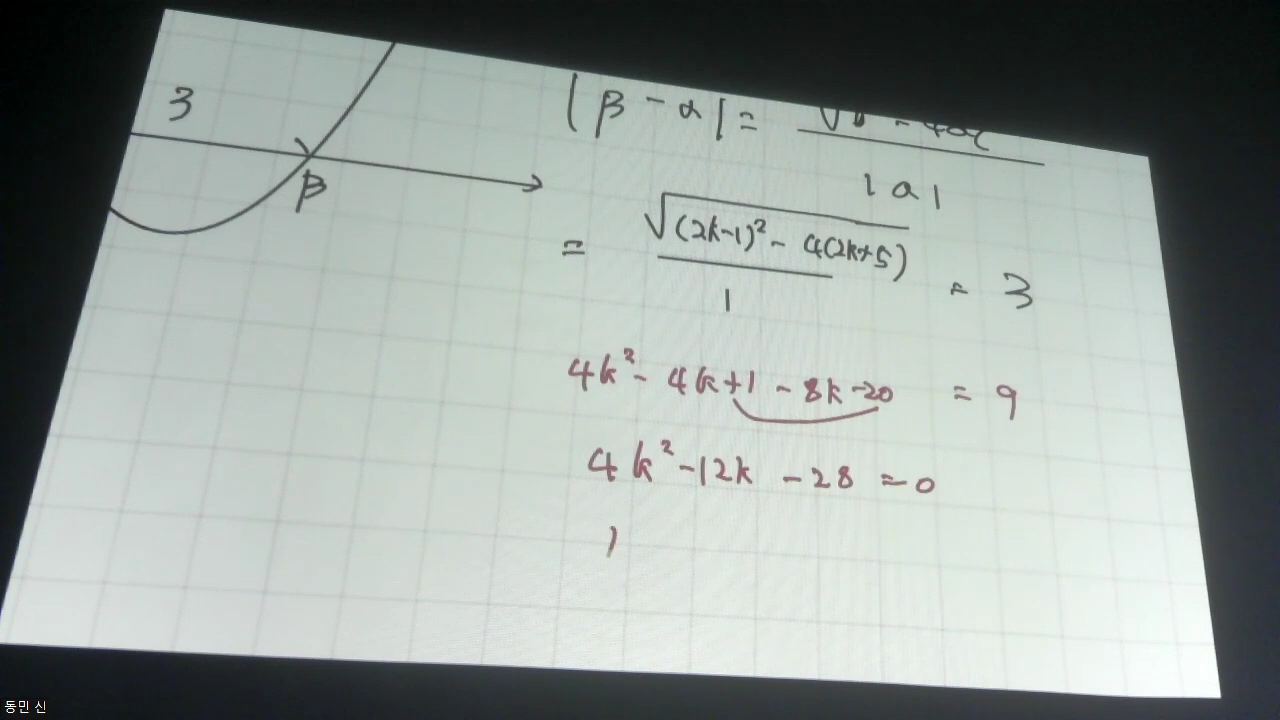 3
β
|β - α| = √b² - 4ac / |a|
= √(2k-1)² - 4(2k+5) / 1 = 3
4k² - 4k + 1 - 8k - 20 = 9
4k² - 12k - 28 = 0
동민 신